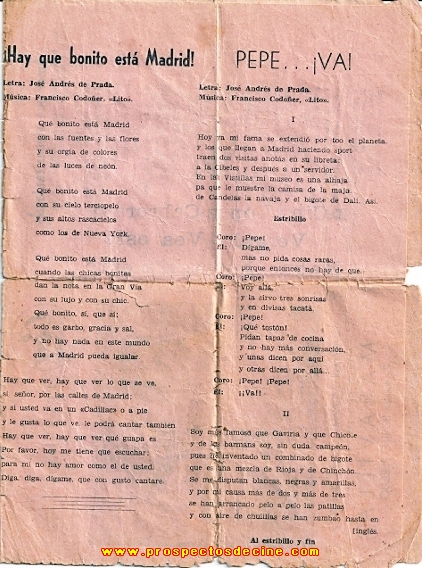 ¡Hay que bonito está Madrid!
Letra: José Andrés de Prada.
Música: Francisco Codoñer, «Lito».
Qué bonito está Madrid
con las fuentes y las flores
y su orgía de colores
de las luces de neón.
Qué bonito está Madrid
con su cielo terciopelo
y sus altos rascacielos
como los de Nueva York.
Qué bonito está Madrid
cuando las chicas bonitas
dan la nota en la Gran Vía
con su lujo y con su chic.
Qué bonito, sí, que sí;
todo es garbo, gracia y sal,
y no hay nada en este mundo
que a Madrid pueda igualar.
Hay que ver, hay que ver lo que se ve,
sí señor, por las calles de Madrid;
y si usted va en un «Cadillac» o a pie
y le gusta lo que ve, le podrá cantar también
Hay que ver, hay que ver qué guapa es
Por favor, hoy me tiene que escuchar;
para mí no hay amor como el de usted.
Diga, diga, dígame, que con gusto cantaré.
PEPE...¡VA!
Letra: José Andrés de Prada.
Música: Francisco Codoñer, «Lito».
I
Hoy va mi fama se extendió por too el planeta.
y los que llegan a Madrid haciendo sport
traen dos visitas anotás en su libreta:
a la Cibeles y después a un servidor.
En las Vistillas mi museo es una alhaja
pa que le muestre la camisa de la maja,
de Candelas la navaja y el bigote de Dalí. Así.
Estribillo
Coro: ¡Pepe!
El: Dígame,
mas no pida cosas raras,
porque entonces no hay de que.
Coro: ¡Pepe!
El: Voy allá,
y la sirvo tres sonrisas
y en divisas tacatá.
Coro: ¡Pepe!
El: ¡Qué tostón!
Pidan tapas de cocina
y no hay más conversación,
y unas dicen por aquí
y otras dicen por allá...
Coro: ¡Pepe! ¡Pepe!
El: ¡¡Va!!
II
Soy más famoso que Gaviria y que Chicote
y de los barmans soy, sin duda campeón,
pues he inventado un combinado de bigote
que es una mezcla de Rioja y de Chinchón.
Se me disputan blancas, negras y amarillas,
y por mi causa más de dos y más de tres
se han arrancado pelo a pelo las patillas
y con aire de chulillas se han zumbao hasta en
[inglés.
Al estribillo y fin
www.prospectosdecine.com